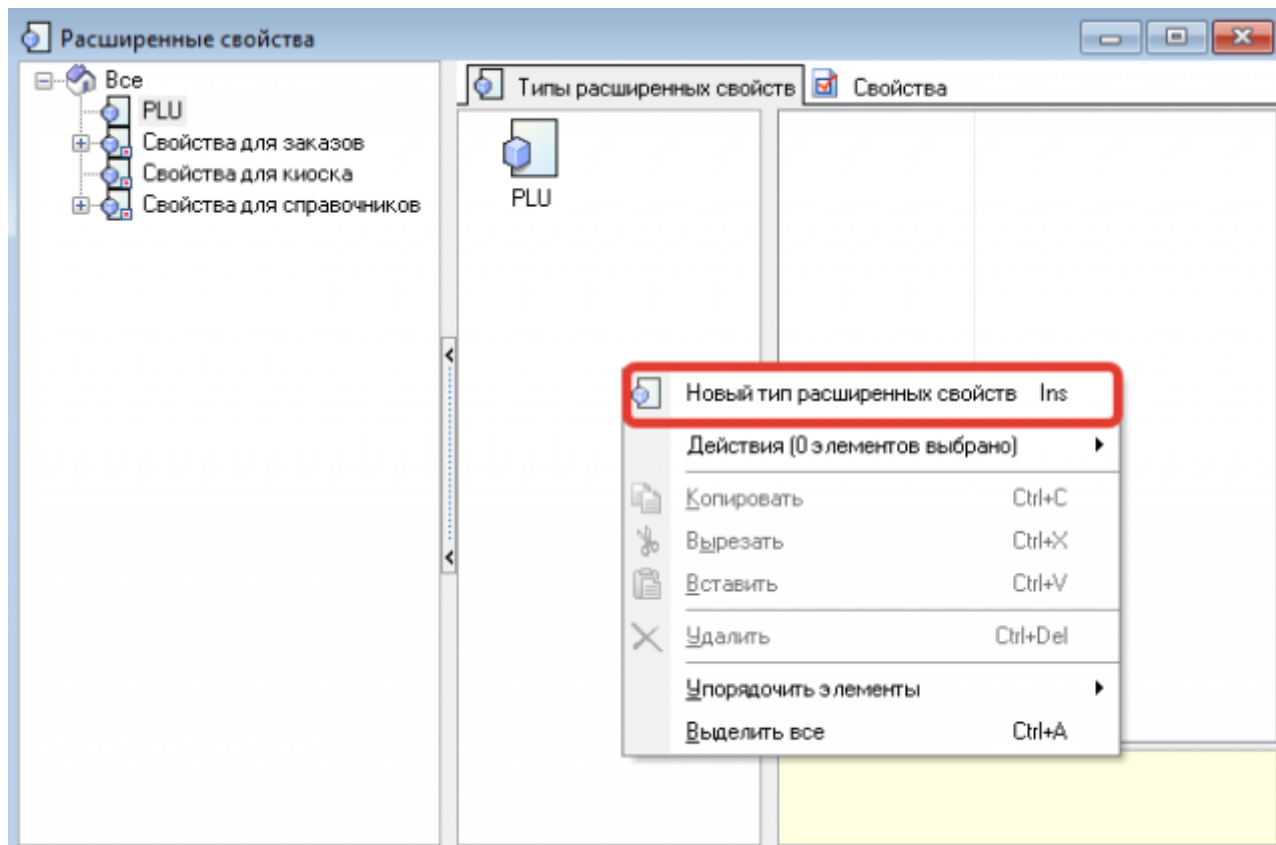 Расширенные свойства
Все
PLU
Свойства для заказов
Свойства для киоска
Свойства для справочников
Типы расширенных свойств
Свойства
PLU
Новый тип расширенных свойств Ins
Действия (0 элементов выбрано)
Копировать Ctrl+C
Вырезать Ctrl+X
Вставить Ctrl+V
Удалить Ctrl+Del
Упорядочить элементы
Выделить все Ctrl+A